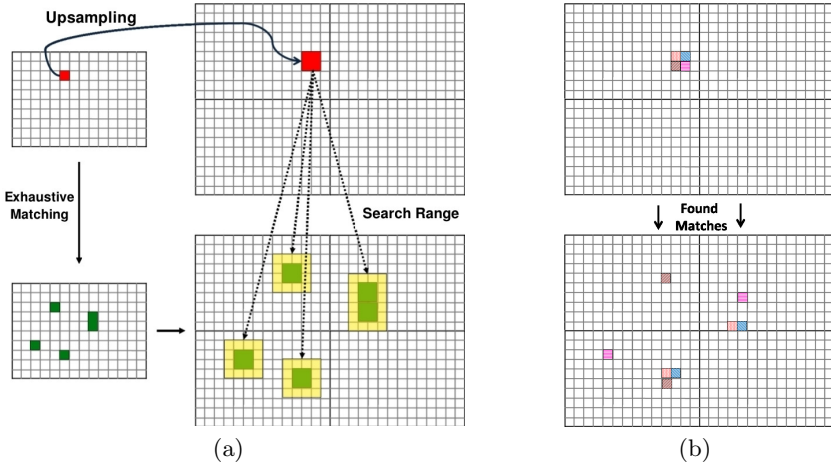 Upsampling
Exhaustive
Matching
Search Range
Found
Matches
(a)
(b)